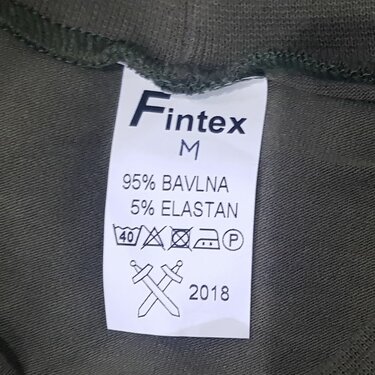 Fintex
M
95% BAVLNA
5% ELASTAN
40 P
2018